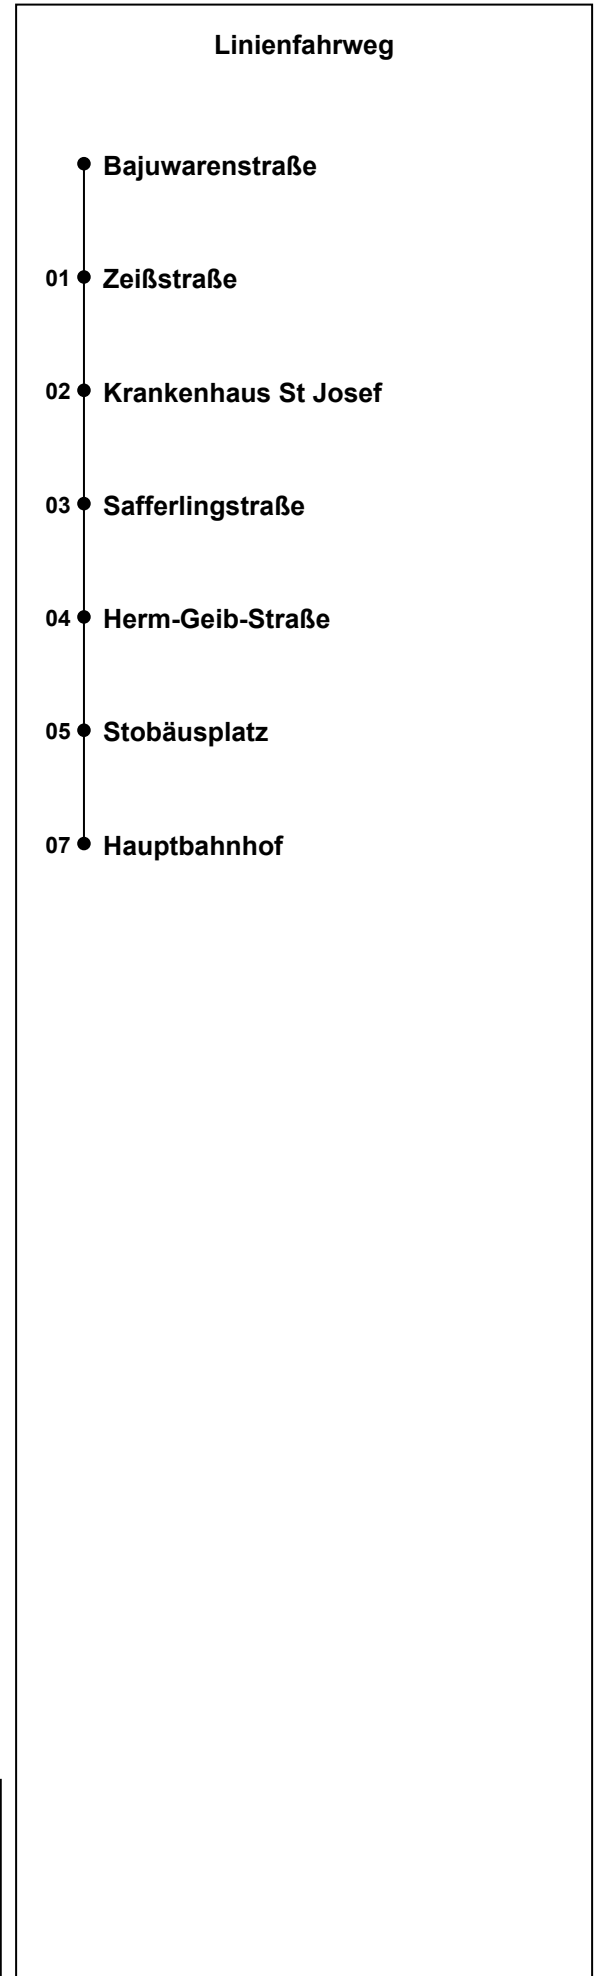 Linienfahrweg
Bajuwarenstraße
01 Zeißstraße
02 Krankenhaus St Josef
03 Safferlingstraße
04 Herm-Geib-Straße
05 Stobäusplatz
07 Hauptbahnhof